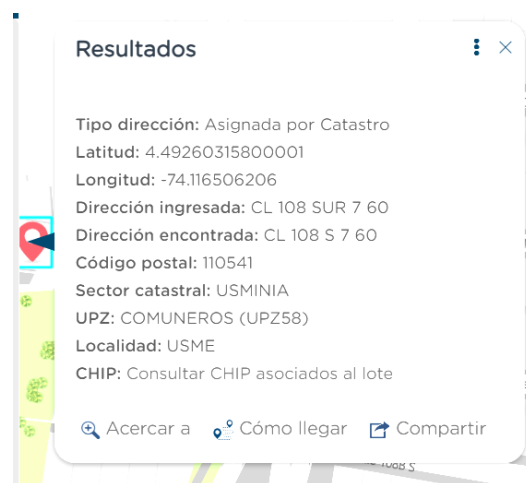 Resultados
Tipo dirección: Asignada por Catastro
Latitud: 4.49260315800001
Longitud: -74.116506206
Dirección ingresada: CL 108 SUR 7 60
Dirección encontrada: CL 108 S 7 60
Código postal: 110541
Sector catastral: USMINIA
UPZ: COMUNEROS (UPZ58)
Localidad: USME
CHIP: Consultar CHIP asociados al lote
Acercar a Cómo llegar Compartir